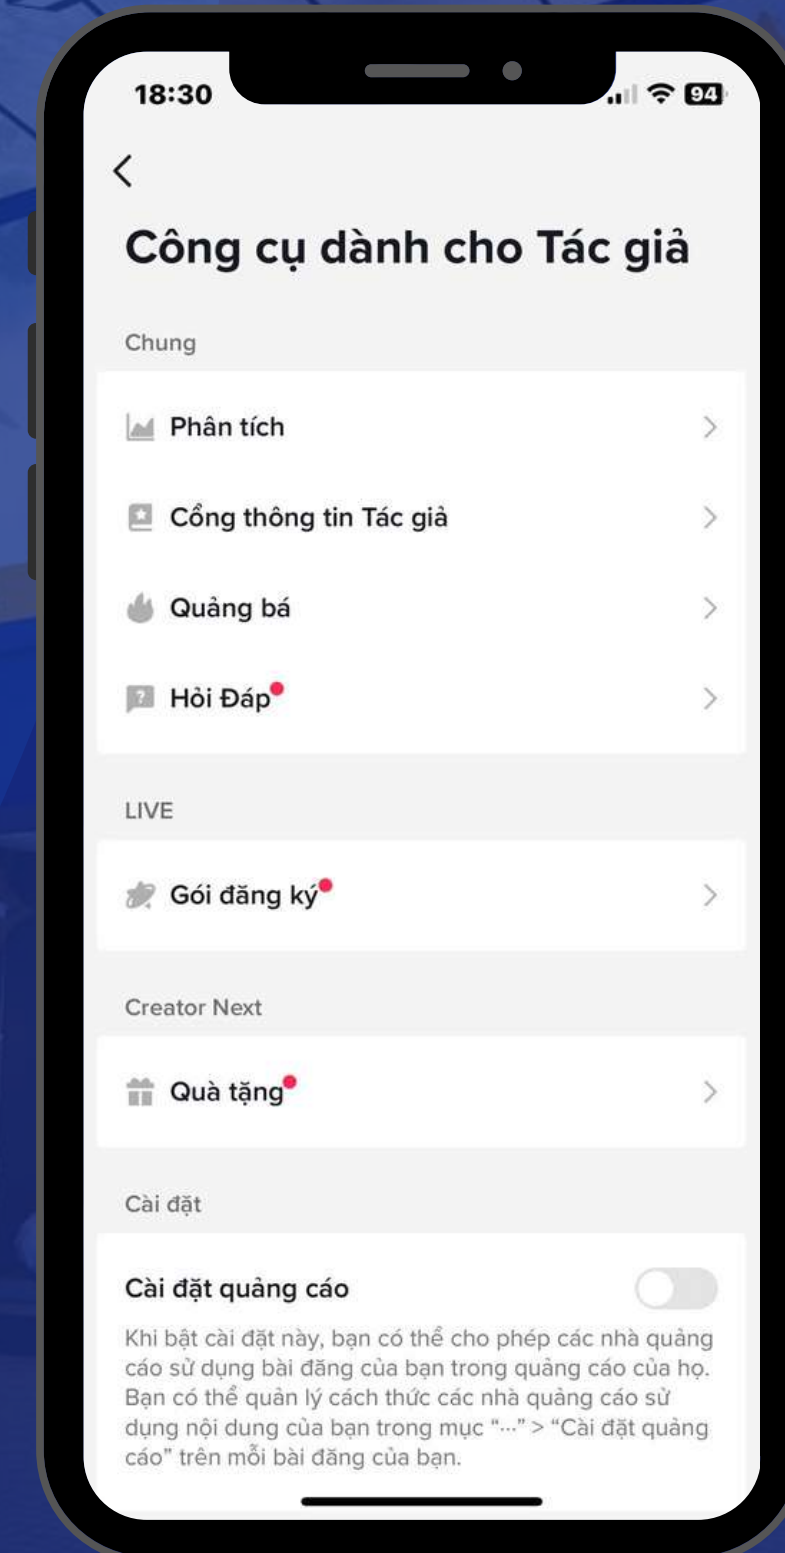 18:30
94
Công cụ dành cho Tác giả
Chung
Phân tích
Cổng thông tin Tác giả
Quảng bá
Hỏi Đáp
LIVE
Gói đăng ký
Creator Next
Quà tặng
Cài đặt
Cài đặt quảng cáo
Khi bật cài đặt này, bạn có thể cho phép các nhà quảng
cáo sử dụng bài đăng của bạn trong quảng cáo của họ.
Bạn có thể quản lý cách thức các nhà quảng cáo sử
dụng nội dung của bạn trong mục “···” > “Cài đặt quảng
cáo” trên mỗi bài đăng của bạn.